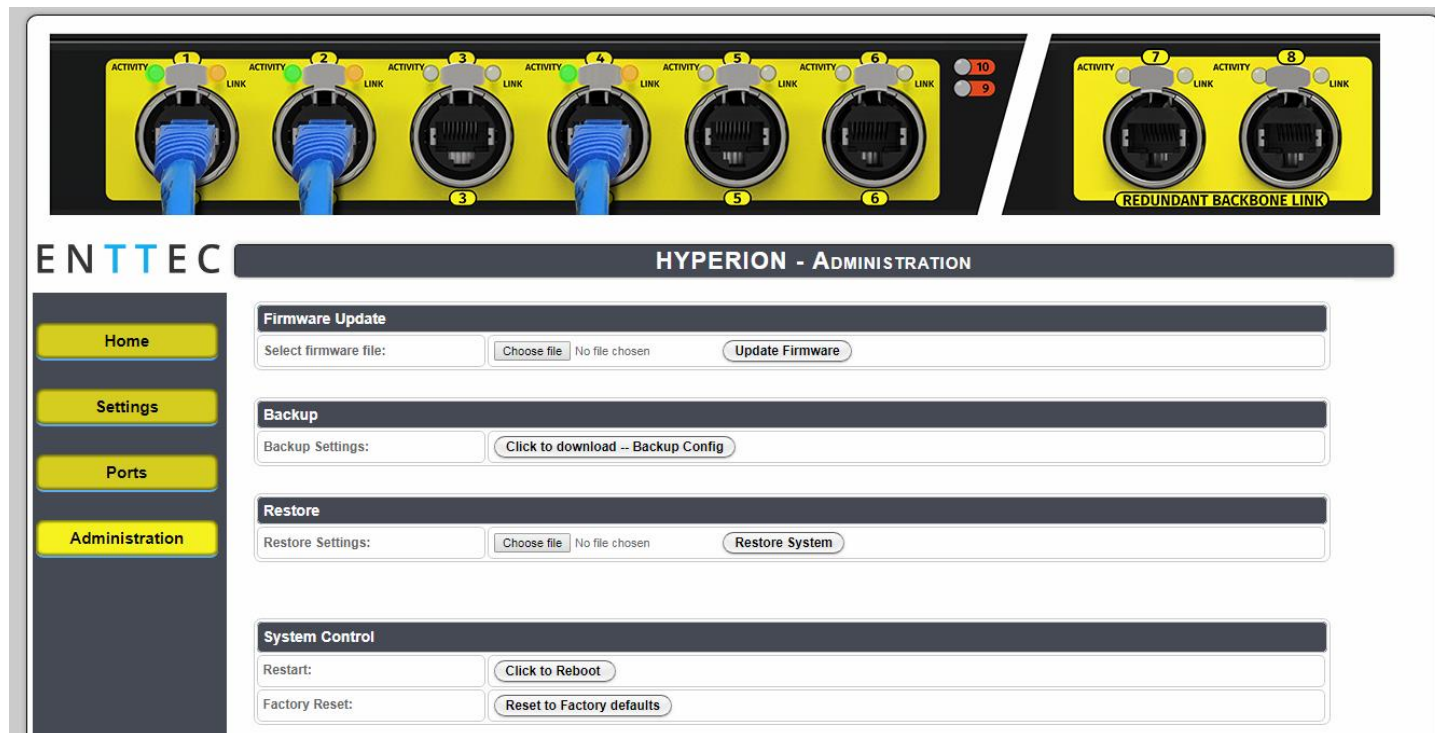 1 2 3 4 5 6 7 8
ACTIVITY ACTIVITY ACTIVITY ACTIVITY ACTIVITY ACTIVITY 10 ACTIVITY ACTIVITY
LINK LINK LINK LINK LINK LINK 9 LINK LINK
3 5 6
REDUNDANT BACKBONE LINK
ENTTEC HYPERION - ADMINISTRATION
Home
Settings
Ports
Administration
Firmware Update
Select firmware file: Choose file No file chosen Update Firmware
Backup
Backup Settings: Click to download -- Backup Config
Restore
Restore Settings: Choose file No file chosen Restore System
System Control
Restart: Click to Reboot
Factory Reset: Reset to Factory defaults